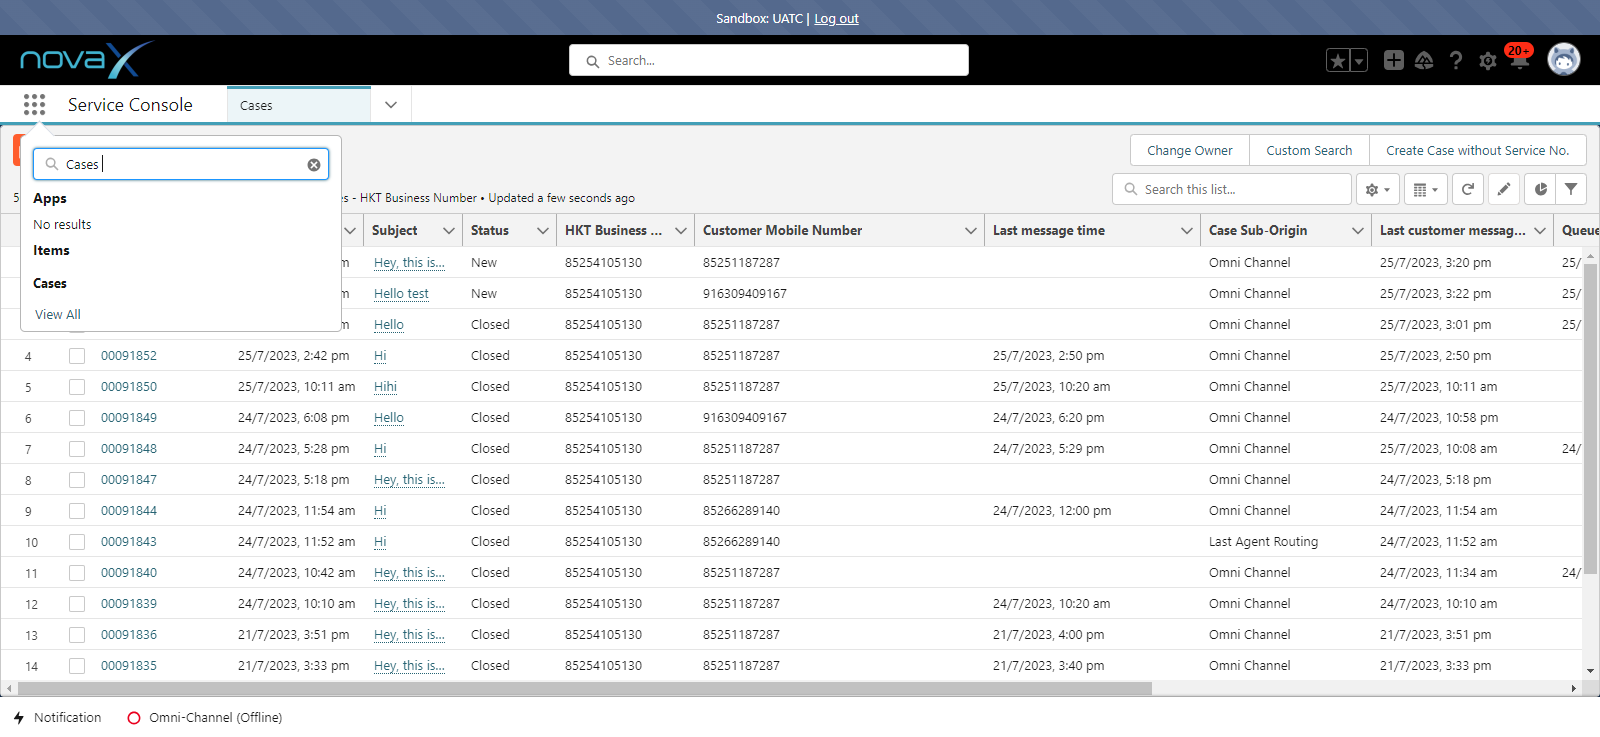 Sandbox: UATC | Log out
novax
Search...
20+
Service Console
Cases
Cases
Apps
No results
Items
Cases
View All
Change Owner
Custom Search
Create Case without Service No.
5
s - HKT Business Number • Updated a few seconds ago
Search this list...
Subject Status HKT Business ... Customer Mobile Number Last message time Case Sub-Origin Last customer messag... Queue
m Hey, this is... New 85254105130 85251187287 Omni Channel 25/7/2023, 3:20 pm 25/
m Hello test New 85254105130 916309409167 Omni Channel 25/7/2023, 3:22 pm 25/
m Hello Closed 85254105130 85251187287 Omni Channel 25/7/2023, 3:01 pm 25/
4 00091852 25/7/2023, 2:42 pm Hi Closed 85254105130 85251187287 25/7/2023, 2:50 pm Omni Channel 25/7/2023, 2:50 pm
5 00091850 25/7/2023, 10:11 am Hihi Closed 85254105130 85251187287 25/7/2023, 10:20 am Omni Channel 25/7/2023, 10:11 am
6 00091849 24/7/2023, 6:08 pm Hello Closed 85254105130 916309409167 24/7/2023, 6:20 pm Omni Channel 24/7/2023, 10:58 pm
7 00091848 24/7/2023, 5:28 pm Hi Closed 85254105130 85251187287 24/7/2023, 5:29 pm Omni Channel 25/7/2023, 10:08 am 24/
8 00091847 24/7/2023, 5:18 pm Hey, this is... Closed 85254105130 85251187287 Omni Channel 24/7/2023, 5:18 pm
9 00091844 24/7/2023, 11:54 am Hi Closed 85254105130 85266289140 24/7/2023, 12:00 pm Omni Channel 24/7/2023, 11:54 am
10 00091843 24/7/2023, 11:52 am Hi Closed 85254105130 85266289140 Last Agent Routing 24/7/2023, 11:52 am
11 00091840 24/7/2023, 10:42 am Hey, this is... Closed 85254105130 85251187287 Omni Channel 24/7/2023, 11:34 am 24/
12 00091839 24/7/2023, 10:10 am Hey, this is... Closed 85254105130 85251187287 24/7/2023, 10:20 am Omni Channel 24/7/2023, 10:10 am
13 00091836 21/7/2023, 3:51 pm Hey, this is... Closed 85254105130 85251187287 21/7/2023, 4:00 pm Omni Channel 21/7/2023, 3:51 pm
14 00091835 21/7/2023, 3:33 pm Hey, this is... Closed 85254105130 85251187287 21/7/2023, 3:40 pm Omni Channel 21/7/2023, 3:33 pm
Notification Omni-Channel (Offline)